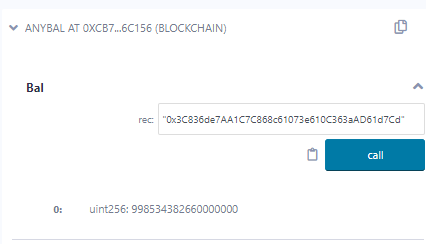 ANYBAL AT 0XCB7...6C156 (BLOCKCHAIN)
Bal
rec: "0x3C836de7AA1C7C868c61073e610C363aAD61d7Cd"
call
0: uint256: 998534382660000000